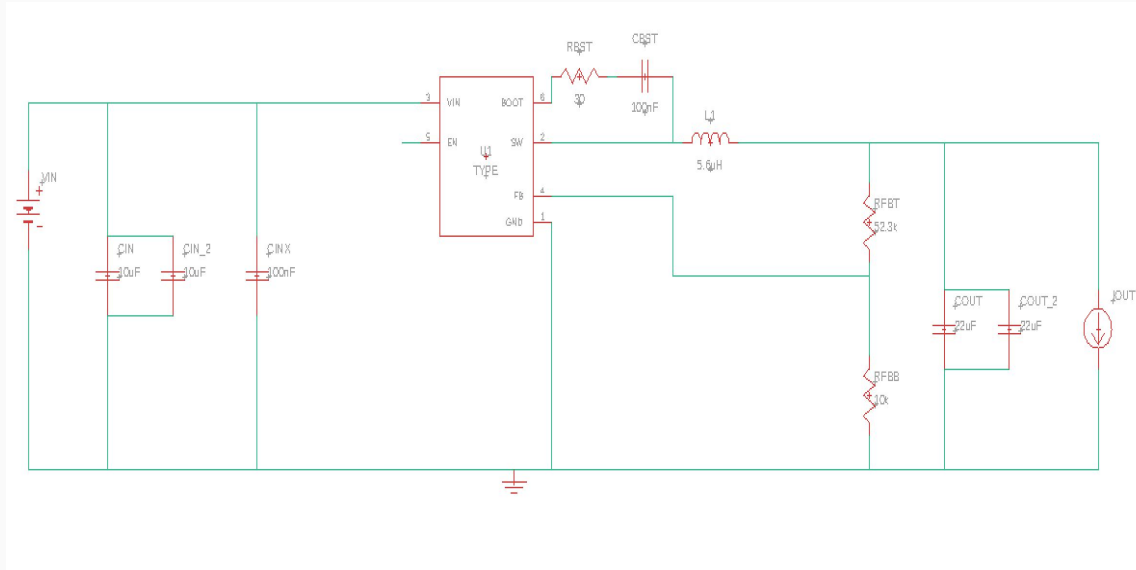 RBST
CBST
30
100nF
3
VIN
BOOT
6
L1
5
EN
SW
2
U1
TYPE
5.6uH
VIN
+
-
FB
4
GND
1
RFBT
52.3k
CIN
10uF
CIN_2
10uF
CINX
100nF
COUT
22uF
COUT_2
22uF
IOUT
RFBB
10k